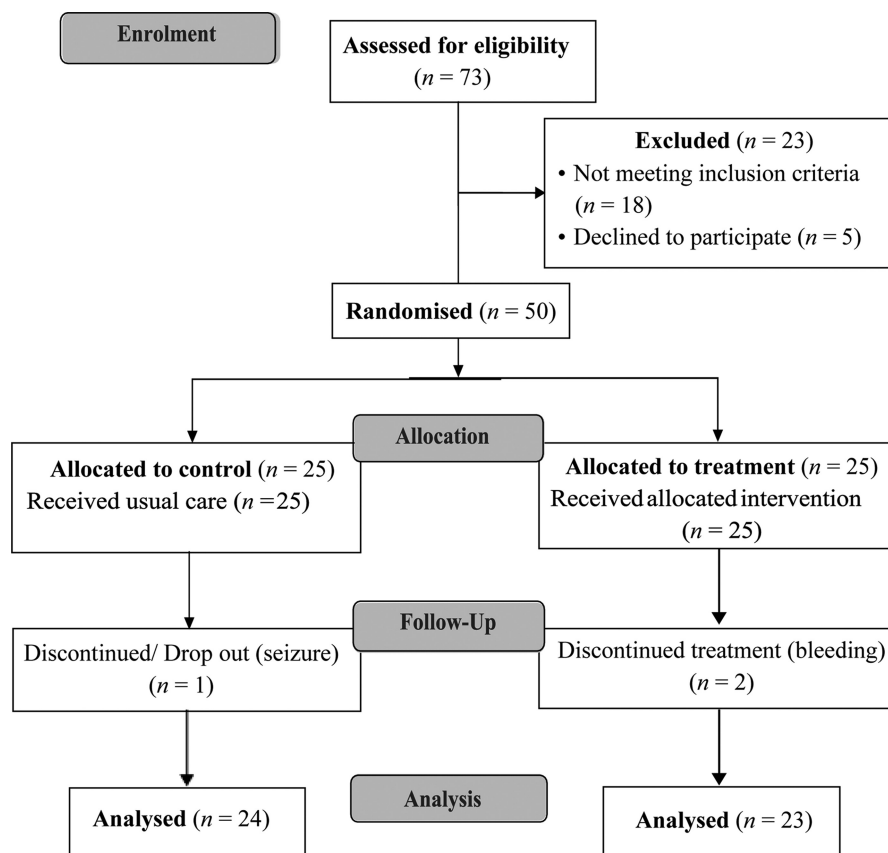 Enrolment
Assessed for eligibility
(n = 73)
Excluded (n = 23)
• Not meeting inclusion criteria
(n = 18)
• Declined to participate (n = 5)
Randomised (n = 50)
Allocation
Allocated to control (n = 25)
Received usual care (n =25)
Allocated to treatment (n = 25)
Received allocated intervention
(n = 25)
Follow-Up
Discontinued/ Drop out (seizure)
(n = 1)
Discontinued treatment (bleeding)
(n = 2)
Analysis
Analysed (n = 24)
Analysed (n = 23)